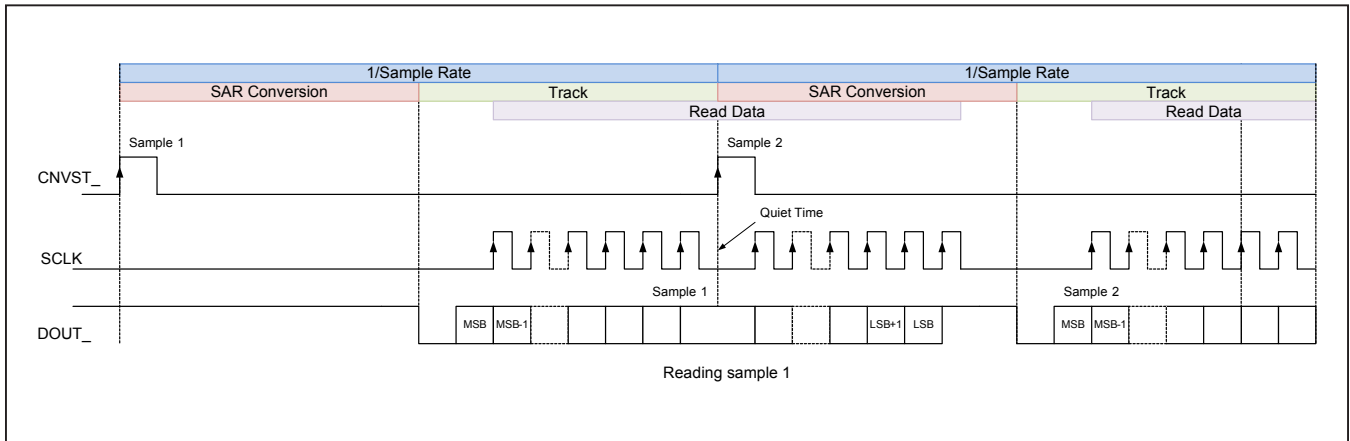 1/Sample Rate 1/Sample Rate
SAR Conversion Track SAR Conversion Track
Read Data Read Data
Sample 1 Sample 2
CNVST_
Quiet Time
SCLK
Sample 1 Sample 2
MSB MSB-1 LSB+1 LSB MSB MSB-1
DOUT_
Reading sample 1